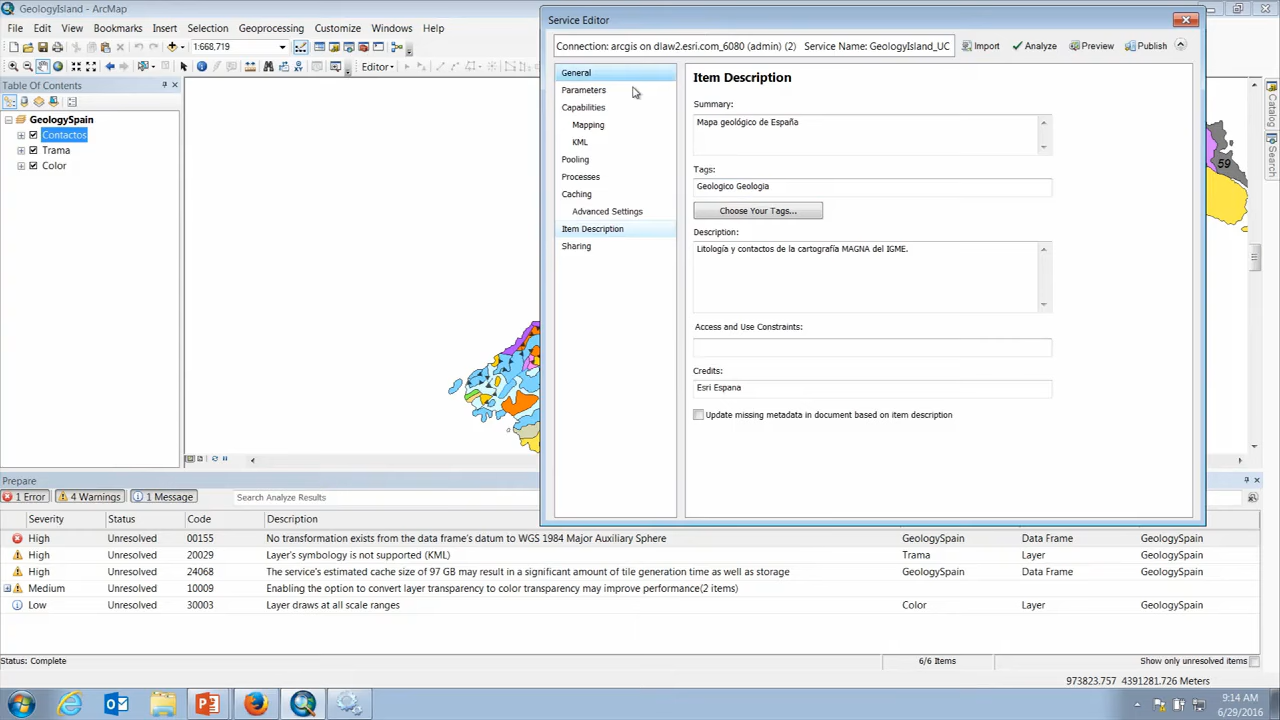 GeologyIsland - ArcMap
File Edit View Bookmarks Insert Selection Geoprocessing Customize Windows Help
1:668,719
Editor
Table Of Contents
GeologySpain
Contactos
Trama
Color
Service Editor
Connection: arcgis on dlaw2.esri.com_6080 (admin) (2) Service Name: GeologyIsland_UC
Import
Analyze
Preview
Publish
General
Parameters
Capabilities
Mapping
KML
Pooling
Processes
Caching
Advanced Settings
Item Description
Sharing
Item Description
Summary:
Mapa geológico de España
Tags:
Geologico Geologia
Choose Your Tags...
Description:
Litología y contactos de la cartografía MAGNA del IGME.
Access and Use Constraints:
Credits:
Esri Espana
Update missing metadata in document based on item description
59
Catalog
Search
Prepare
1 Error 4 Warnings 1 Message Search Analyze Results
Severity Status Code Description
High Unresolved 00155 No transformation exists from the data frame's datum to WGS 1984 Major Auxiliary Sphere GeologySpain Data Frame GeologySpain
High Unresolved 20029 Layer's symbology is not supported (KML) Trama Layer GeologySpain
High Unresolved 24068 The service's estimated cache size of 97 GB may result in a significant amount of tile generation time as well as storage GeologySpain Data Frame GeologySpain
Medium Unresolved 10009 Enabling the option to convert layer transparency to color transparency may improve performance(2 items)
Low Unresolved 30003 Layer draws at all scale ranges Color Layer GeologySpain
Status: Complete 6/6 Items Show only unresolved items
973823.757 4391281.726 Meters
9:14 AM
6/29/2016